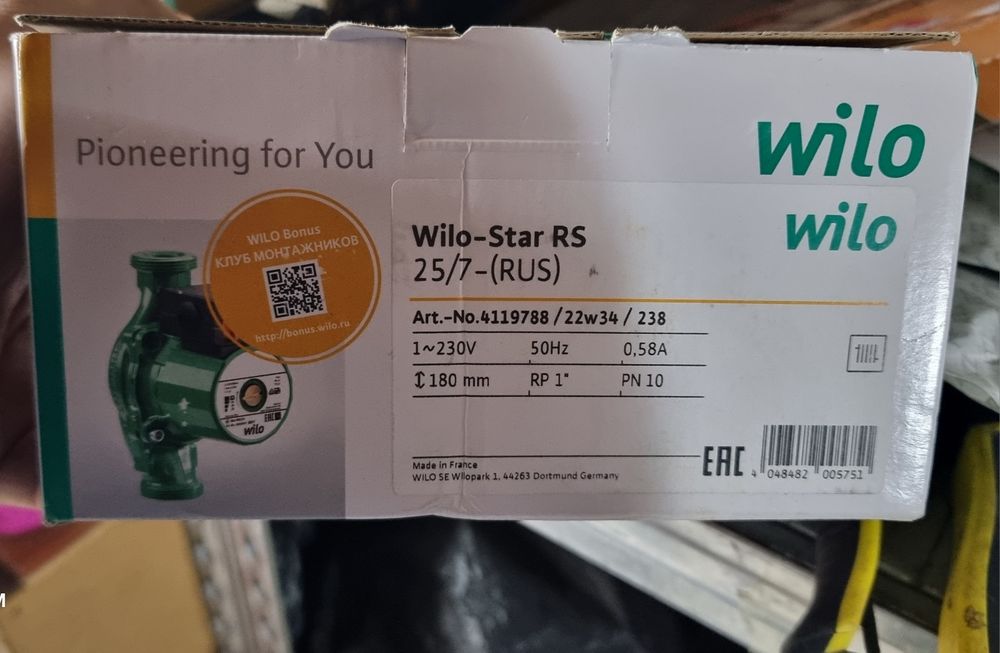 Pioneering for You
wilo
wilo
WILO Bonus
КЛУБ МОНТАЖНИКОВ
http://bonus.wilo.ru
wilo
EAC
Wilo-Star RS
25/7-(RUS)
Art.-No.4119788 / 22w34 / 238
1~230V 50Hz 0,58A
180 mm RP 1" PN 10
Made in France
WILO SE Wilopark 1, 44263 Dortmund Germany
EAC
4 048482 005751